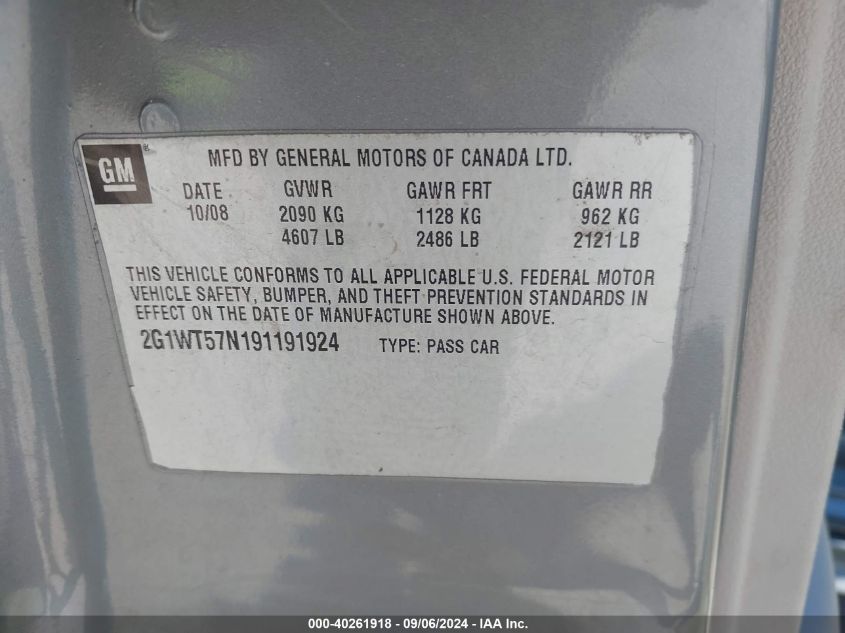 GM
MFD BY GENERAL MOTORS OF CANADA LTD.
DATE GVWR GAWR FRT GAWR RR
10/08 2090 KG 1128 KG 962 KG
4607 LB 2486 LB 2121 LB
THIS VEHICLE CONFORMS TO ALL APPLICABLE U.S. FEDERAL MOTOR
VEHICLE SAFETY, BUMPER, AND THEFT PREVENTION STANDARDS IN
EFFECT ON THE DATE OF MANUFACTURE SHOWN ABOVE.
2G1WT57N191191924 TYPE: PASS CAR
000-40261918 - 09/06/2024 - IAA Inc.